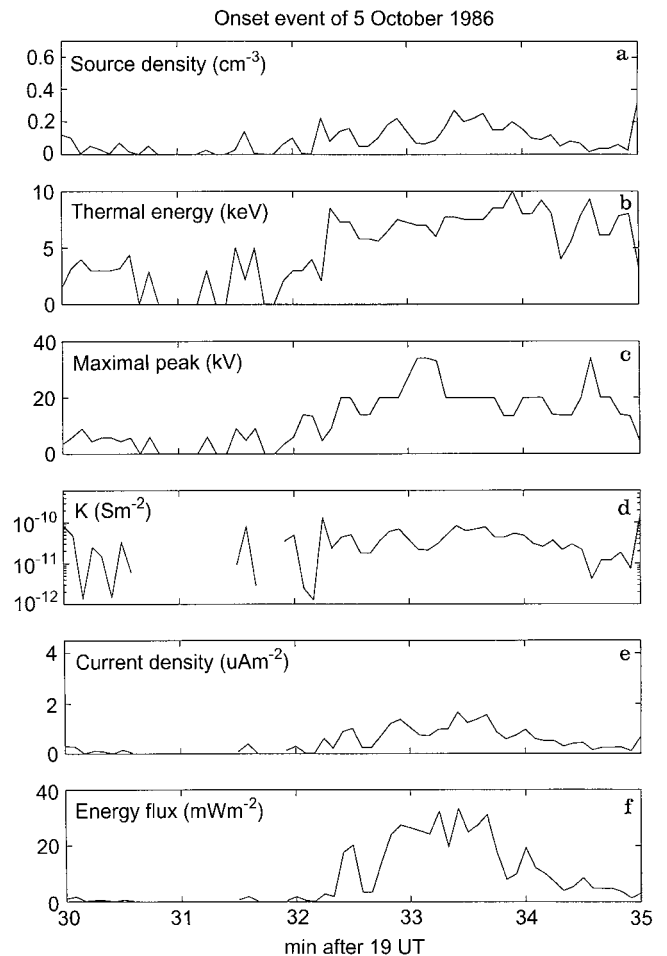 Onset event of 5 October 1986
Source density (cm⁻³) a
0.6
0.4
0.2
0
Thermal energy (keV) b
10
5
0
Maximal peak (kV) c
40
20
0
K (Sm⁻²) d
10⁻¹⁰
10⁻¹¹
10⁻¹²
Current density (uAm⁻²) e
4
2
0
Energy flux (mWm⁻²) f
40
20
0
30 31 32 33 34 35
min after 19 UT